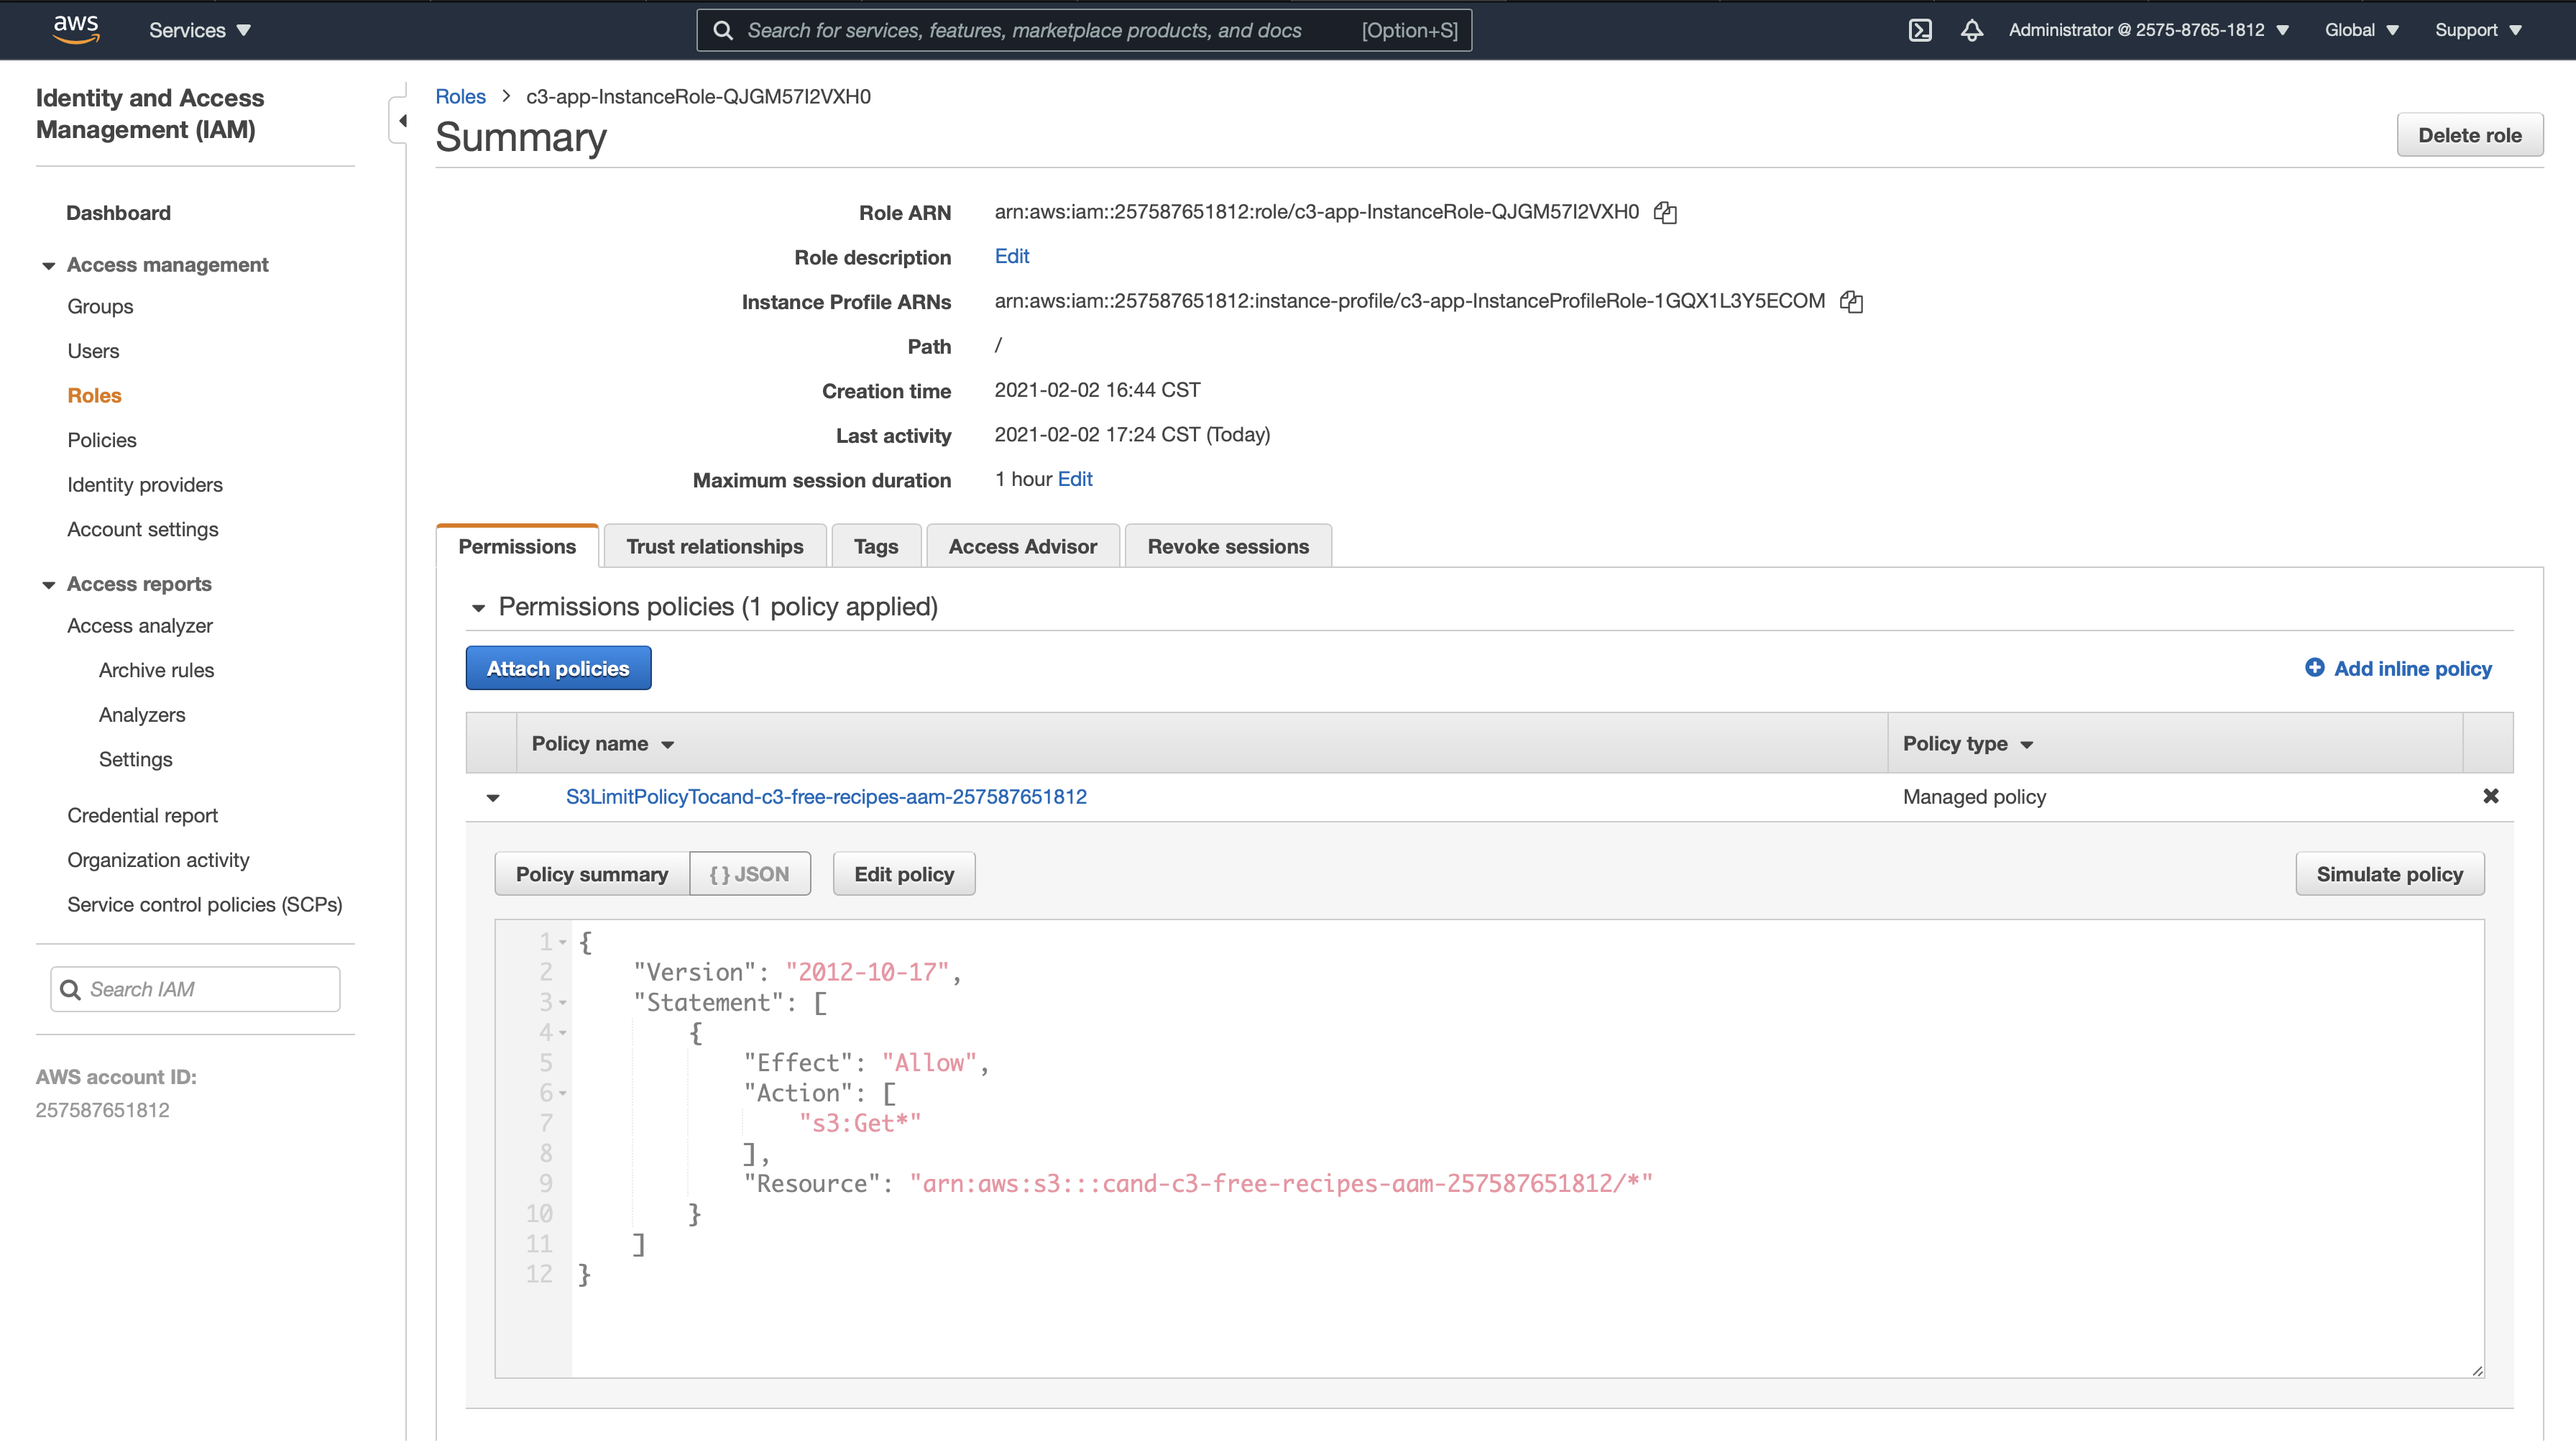 aws Services Search for services, features, marketplace products, and docs [Option+S] Administrator @ 2575-8765-1812 Global Support
Identity and Access
Management (IAM)
Dashboard
Access management
Groups
Users
Roles
Policies
Identity providers
Account settings
Access reports
Access analyzer
Archive rules
Analyzers
Settings
Credential report
Organization activity
Service control policies (SCPs)
Search IAM
AWS account ID:
257587651812
Roles > c3-app-InstanceRole-QJGM57I2VXH0
Summary
Delete role
Role ARN arn:aws:iam::257587651812:role/c3-app-InstanceRole-QJGM57I2VXH0
Role description Edit
Instance Profile ARNs arn:aws:iam::257587651812:instance-profile/c3-app-InstanceProfileRole-1GQX1L3Y5ECOM
Path /
Creation time 2021-02-02 16:44 CST
Last activity 2021-02-02 17:24 CST (Today)
Maximum session duration 1 hour Edit
Permissions Trust relationships Tags Access Advisor Revoke sessions
Permissions policies (1 policy applied)
Attach policies Add inline policy
Policy name Policy type
S3LimitPolicyTocand-c3-free-recipes-aam-257587651812 Managed policy
Policy summary { } JSON Edit policy Simulate policy
1 {
2 "Version": "2012-10-17",
3 "Statement": [
4 {
5 "Effect": "Allow",
6 "Action": [
7 "s3:Get*"
8 ],
9 "Resource": "arn:aws:s3:::cand-c3-free-recipes-aam-257587651812/*"
10 }
11 ]
12 }